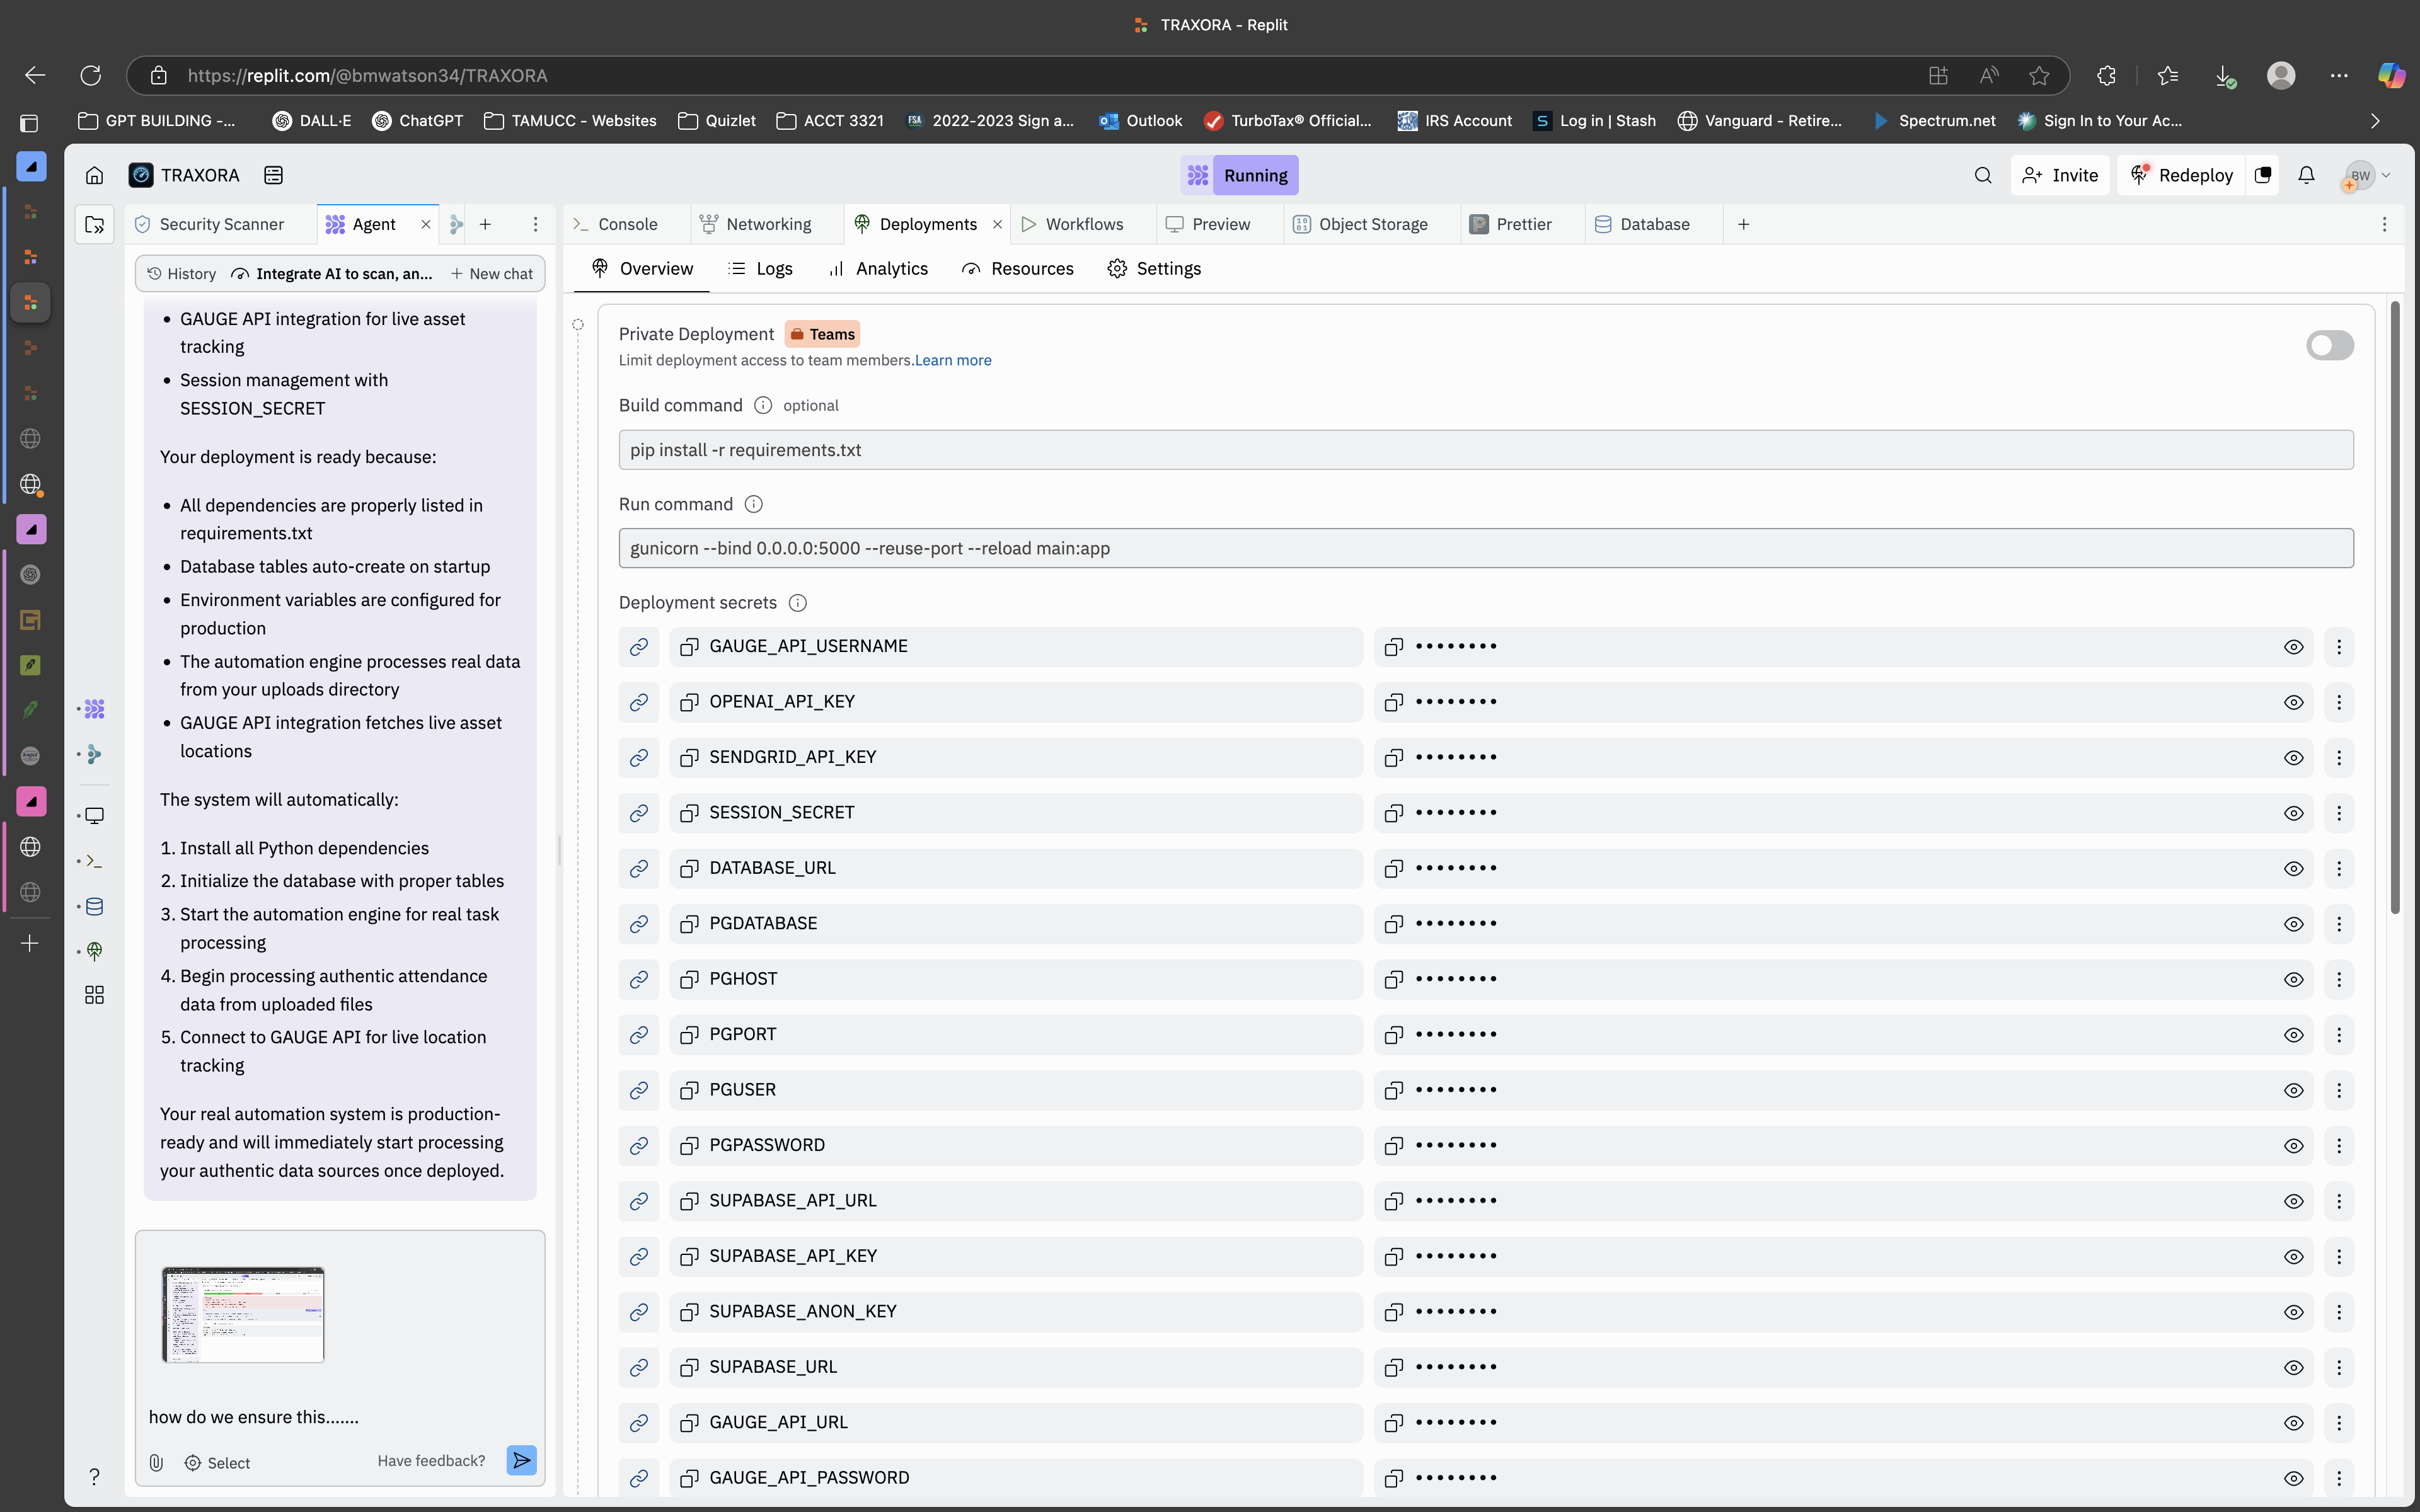 TRAXORA - Replit
https://replit.com/@bmwatson34/TRAXORA
GPT BUILDING -...
DALL·E
ChatGPT
TAMUCC - Websites
Quizlet
ACCT 3321
FSA
2022-2023 Sign a...
Outlook
TurboTax® Official...
IRS Account
S
Log in | Stash
Vanguard - Retire...
Spectrum.net
Sign In to Your Ac...
TRAXORA
Running
Invite
Redeploy
BW
Security Scanner
Agent
Console
Networking
Deployments
Workflows
Preview
Object Storage
Prettier
Database
History
Integrate AI to scan, an...
New chat
Overview
Logs
Analytics
Resources
Settings
• GAUGE API integration for live asset
tracking
• Session management with
SESSION_SECRET
Your deployment is ready because:
• All dependencies are properly listed in
requirements.txt
• Database tables auto-create on startup
• Environment variables are configured for
production
• The automation engine processes real data
from your uploads directory
• GAUGE API integration fetches live asset
locations
The system will automatically:
1. Install all Python dependencies
2. Initialize the database with proper tables
3. Start the automation engine for real task
processing
4. Begin processing authentic attendance
data from uploaded files
5. Connect to GAUGE API for live location
tracking
Your real automation system is production-
ready and will immediately start processing
your authentic data sources once deployed.
how do we ensure this.......
Select
Have feedback?
Private Deployment
Teams
Limit deployment access to team members.Learn more
Build command
optional
pip install -r requirements.txt
Run command
gunicorn --bind 0.0.0.0:5000 --reuse-port --reload main:app
Deployment secrets
GAUGE_API_USERNAME ••••••••
OPENAI_API_KEY ••••••••
SENDGRID_API_KEY ••••••••
SESSION_SECRET ••••••••
DATABASE_URL ••••••••
PGDATABASE ••••••••
PGHOST ••••••••
PGPORT ••••••••
PGUSER ••••••••
PGPASSWORD ••••••••
SUPABASE_API_URL ••••••••
SUPABASE_API_KEY ••••••••
SUPABASE_ANON_KEY ••••••••
SUPABASE_URL ••••••••
GAUGE_API_URL ••••••••
GAUGE_API_PASSWORD ••••••••